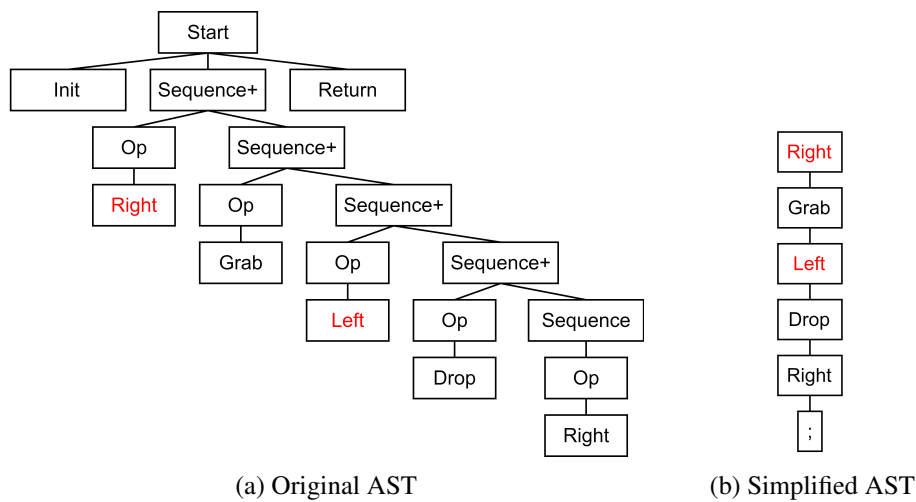 Start
Init
Sequence+
Return
Op
Sequence+
Right
Op
Sequence+
Grab
Op
Sequence+
Left
Op
Sequence
Drop
Op
Right
(a) Original AST
Right
Grab
Left
Drop
Right
;
(b) Simplified AST